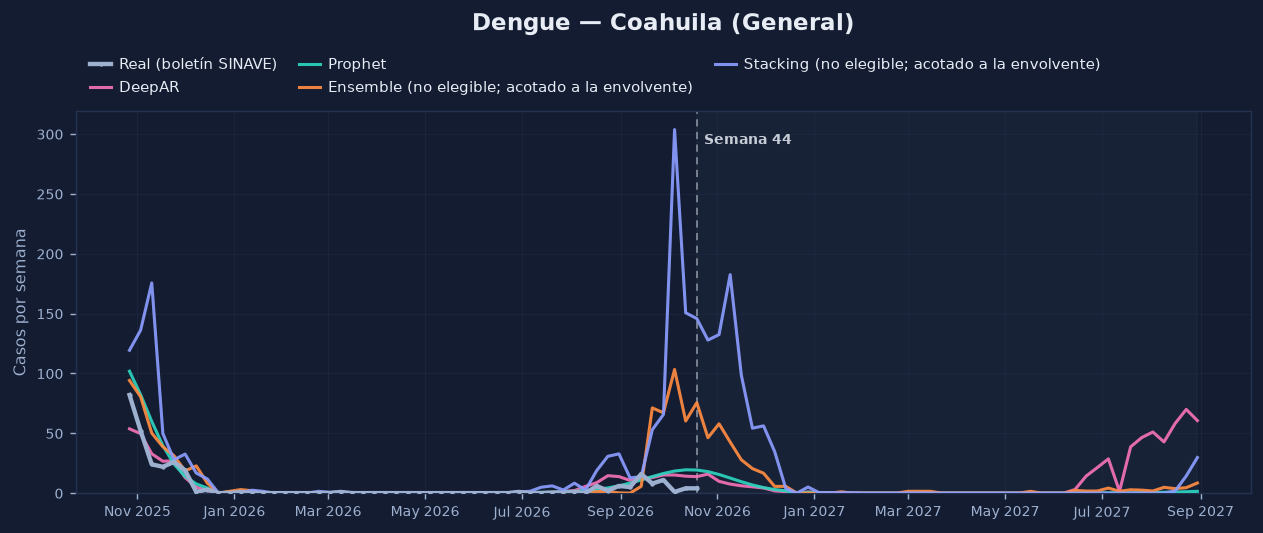 Dengue — Coahuila (General)
Real (boletín SINAVE)
Prophet
Stacking (no elegible; acotado a la envolvente)
DeepAR
Ensemble (no elegible; acotado a la envolvente)
Semana 44
Casos por semana
300
250
200
150
100
50
0
Nov 2025
Jan 2026
Mar 2026
May 2026
Jul 2026
Sep 2026
Nov 2026
Jan 2027
Mar 2027
May 2027
Jul 2027
Sep 2027